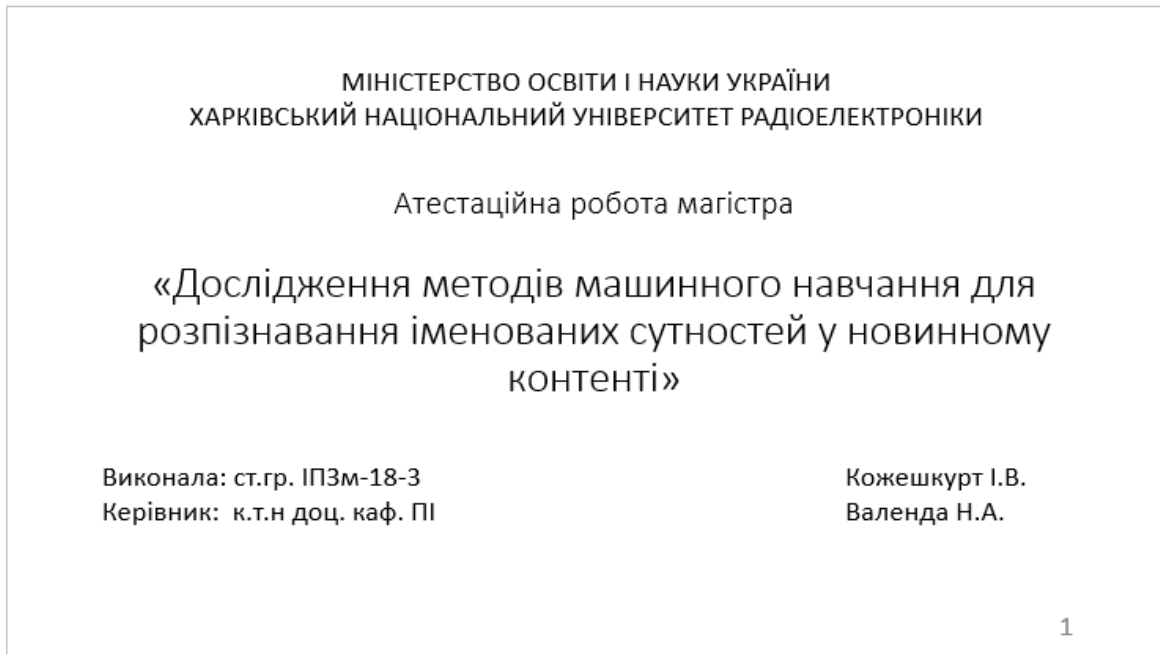 МІНІСТЕРСТВО ОСВІТИ І НАУКИ УКРАЇНИ
ХАРКІВСЬКИЙ НАЦІОНАЛЬНИЙ УНІВЕРСИТЕТ РАДІОЕЛЕКТРОНІКИ
Атестаційна робота магістра
«Дослідження методів машинного навчання для
розпізнавання іменованих сутностей у новинному
контенті»
Виконала: ст.гр. ІПЗм-18-3 Кожешкурт І.В.
Керівник: к.т.н доц. каф. ПІ Валенда Н.А.
1